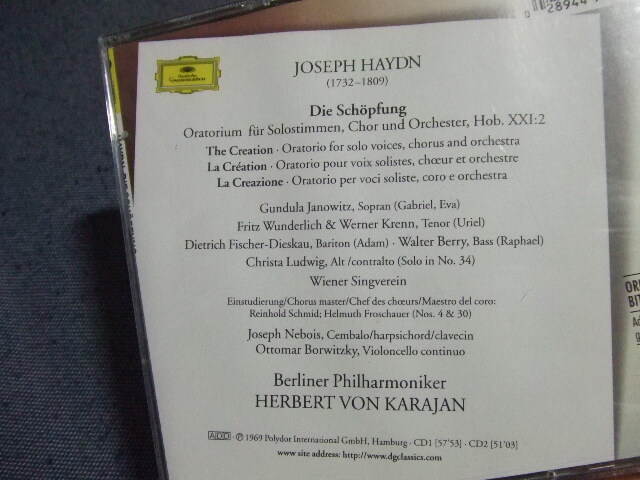 28944
Deutsche
Grammophon
JOSEPH HAYDN
(1732–1809)
Die Schöpfung
Oratorium für Solostimmen, Chor und Orchester, Hob. XXI:2
The Creation · Oratorio for solo voices, chorus and orchestra
La Création · Oratorio pour voix solistes, chœur et orchestre
La Creazione · Oratorio per voci soliste, coro e orchestra
Gundula Janowitz, Sopran (Gabriel, Eva)
Fritz Wunderlich & Werner Krenn, Tenor (Uriel)
Dietrich Fischer-Dieskau, Bariton (Adam) · Walter Berry, Bass (Raphael)
Christa Ludwig, Alt /contralto (Solo in No. 34)
Wiener Singverein
Einstudierung/Chorus master/Chef des chœurs/Maestro del coro:
Reinhold Schmid; Helmuth Froschauer (Nos. 4 & 30)
Joseph Nebois, Cembalo/harpsichord/clavecin
Ottomar Borwitzky, Violoncello continuo
Berliner Philharmoniker
HERBERT VON KARAJAN
ADD · ℗ 1969 Polydor International GmbH, Hamburg · CD1 [57'53] · CD2 [51'03]
www site address: http://www.dgclassics.com